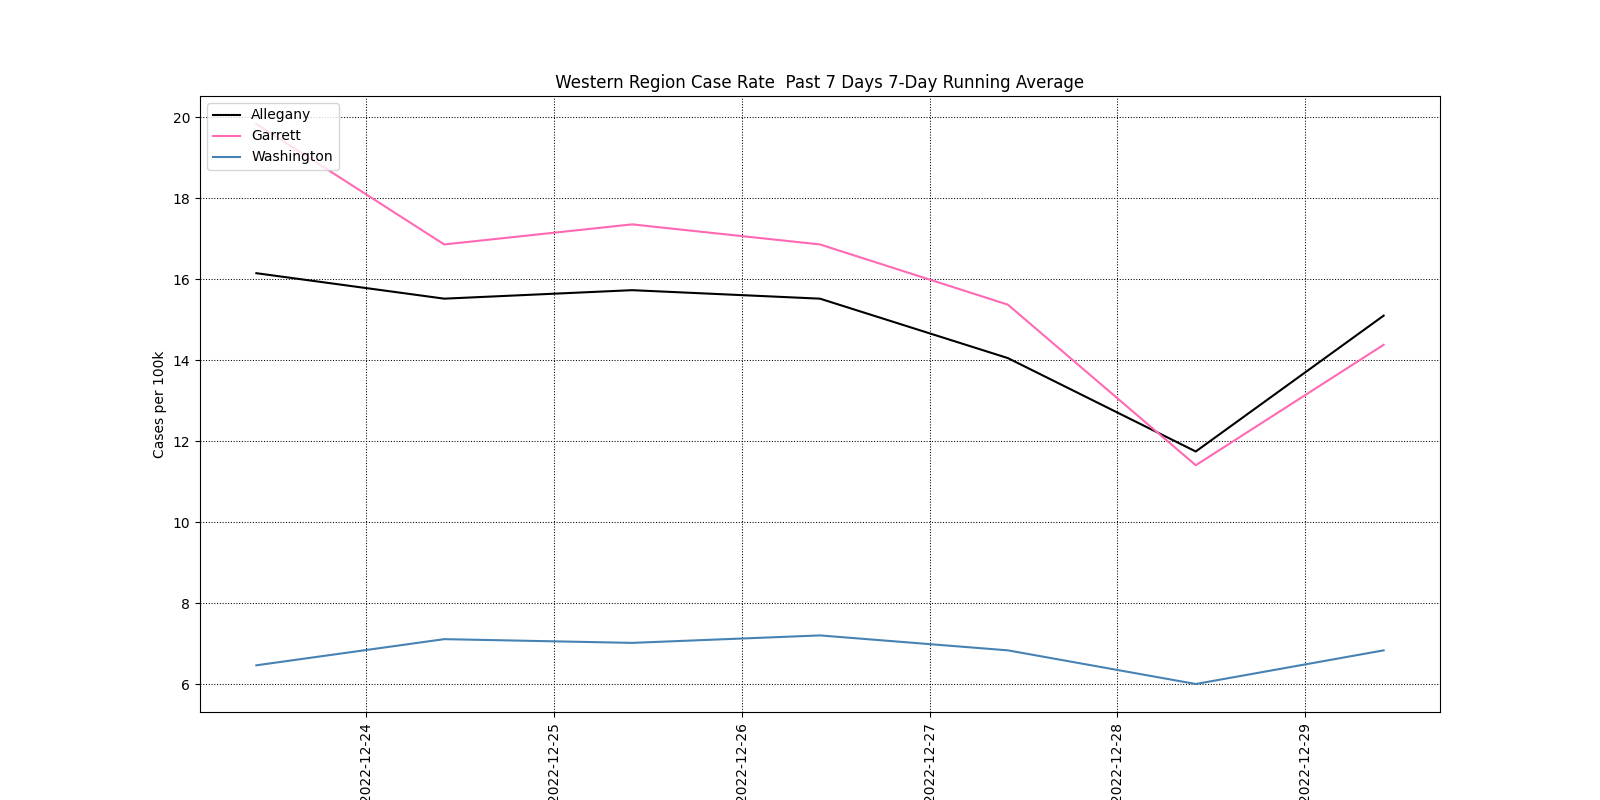 Western Region Case Rate  Past 7 Days 7-Day Running Average
Allegany
Garrett
Washington
Cases per 100k
20
18
16
14
12
10
8
6
2022-12-24
2022-12-25
2022-12-26
2022-12-27
2022-12-28
2022-12-29